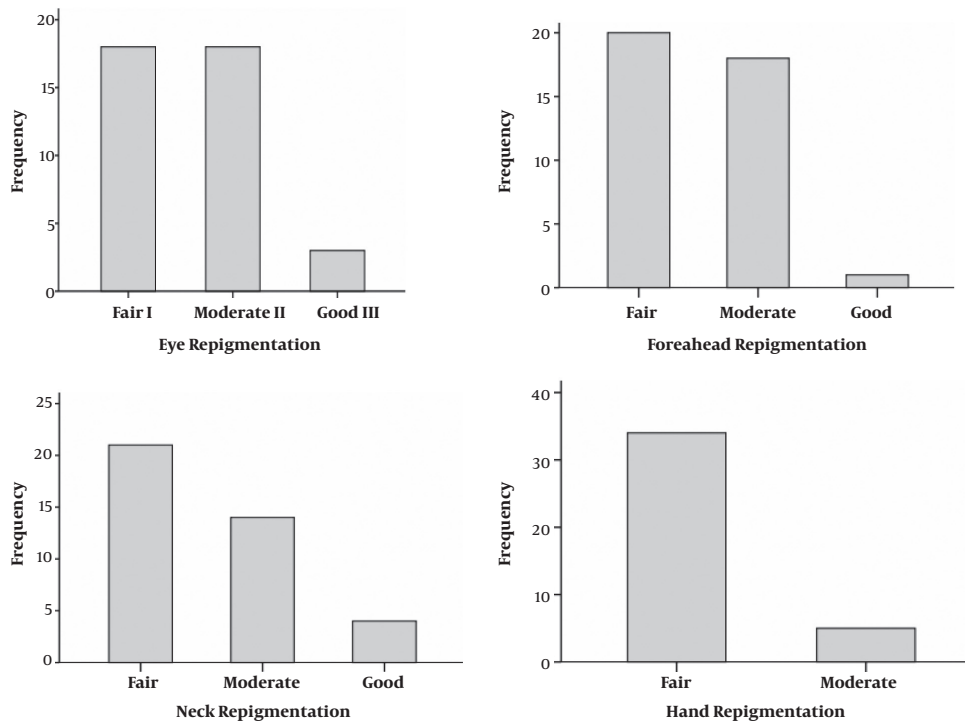 20
15
10
5
0
Frequency
Fair I Moderate II Good III
Eye Repigmentation
20
15
10
5
0
Frequency
Fair Moderate Good
Foreahead Repigmentation
25
20
15
10
5
0
Frequency
Fair Moderate Good
Neck Repigmentation
40
30
20
10
0
Frequency
Fair Moderate
Hand Repigmentation